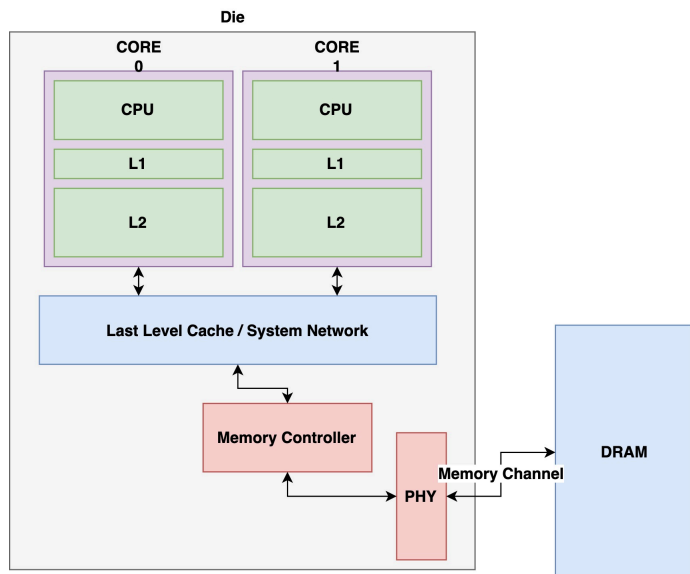 Die
CORE
0
CORE
1
CPU
CPU
L1
L1
L2
L2
Last Level Cache / System Network
Memory Controller
PHY
Memory Channel
DRAM